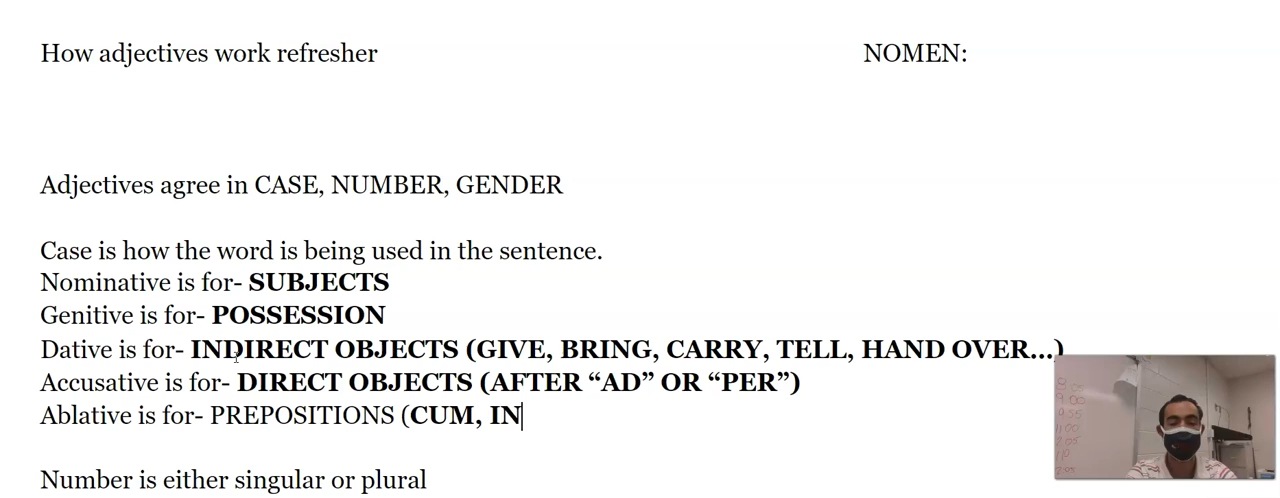 How adjectives work refresher NOMEN:
Adjectives agree in CASE, NUMBER, GENDER
Case is how the word is being used in the sentence.
Nominative is for- SUBJECTS
Genitive is for- POSSESSION
Dative is for- INDIRECT OBJECTS (GIVE, BRING, CARRY, TELL, HAND OVER...)
Accusative is for- DIRECT OBJECTS (AFTER “AD” OR “PER”)
Ablative is for- PREPOSITIONS (CUM, IN
Number is either singular or plural